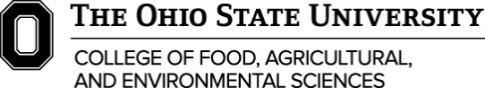 THE OHIO STATE UNIVERSITY
COLLEGE OF FOOD, AGRICULTURAL,
AND ENVIRONMENTAL SCIENCES